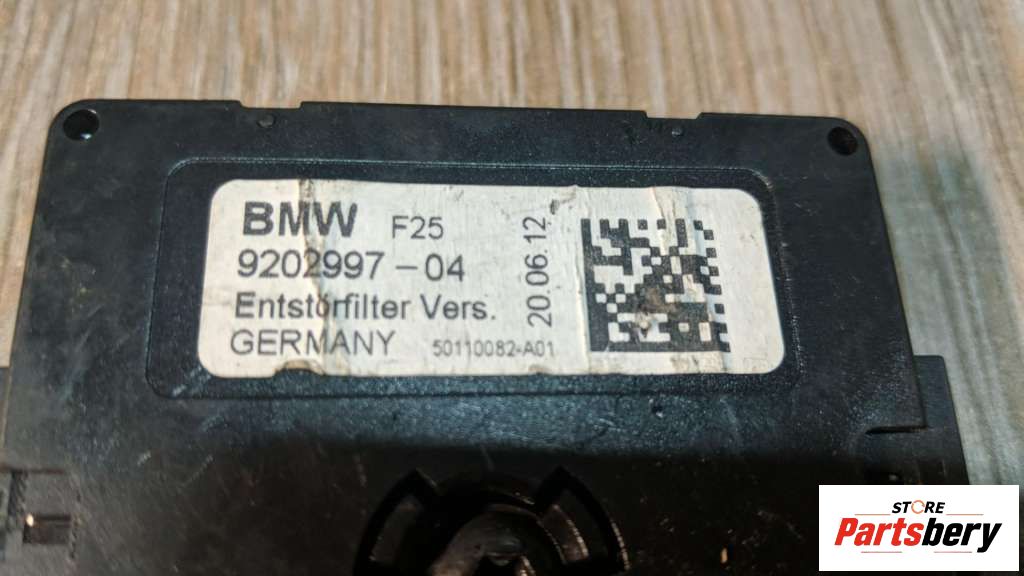 BMW F25
9202997-04
Entstörfilter Vers.
GERMANY 50110082-A01
20.06.12
STORE
Partsbery